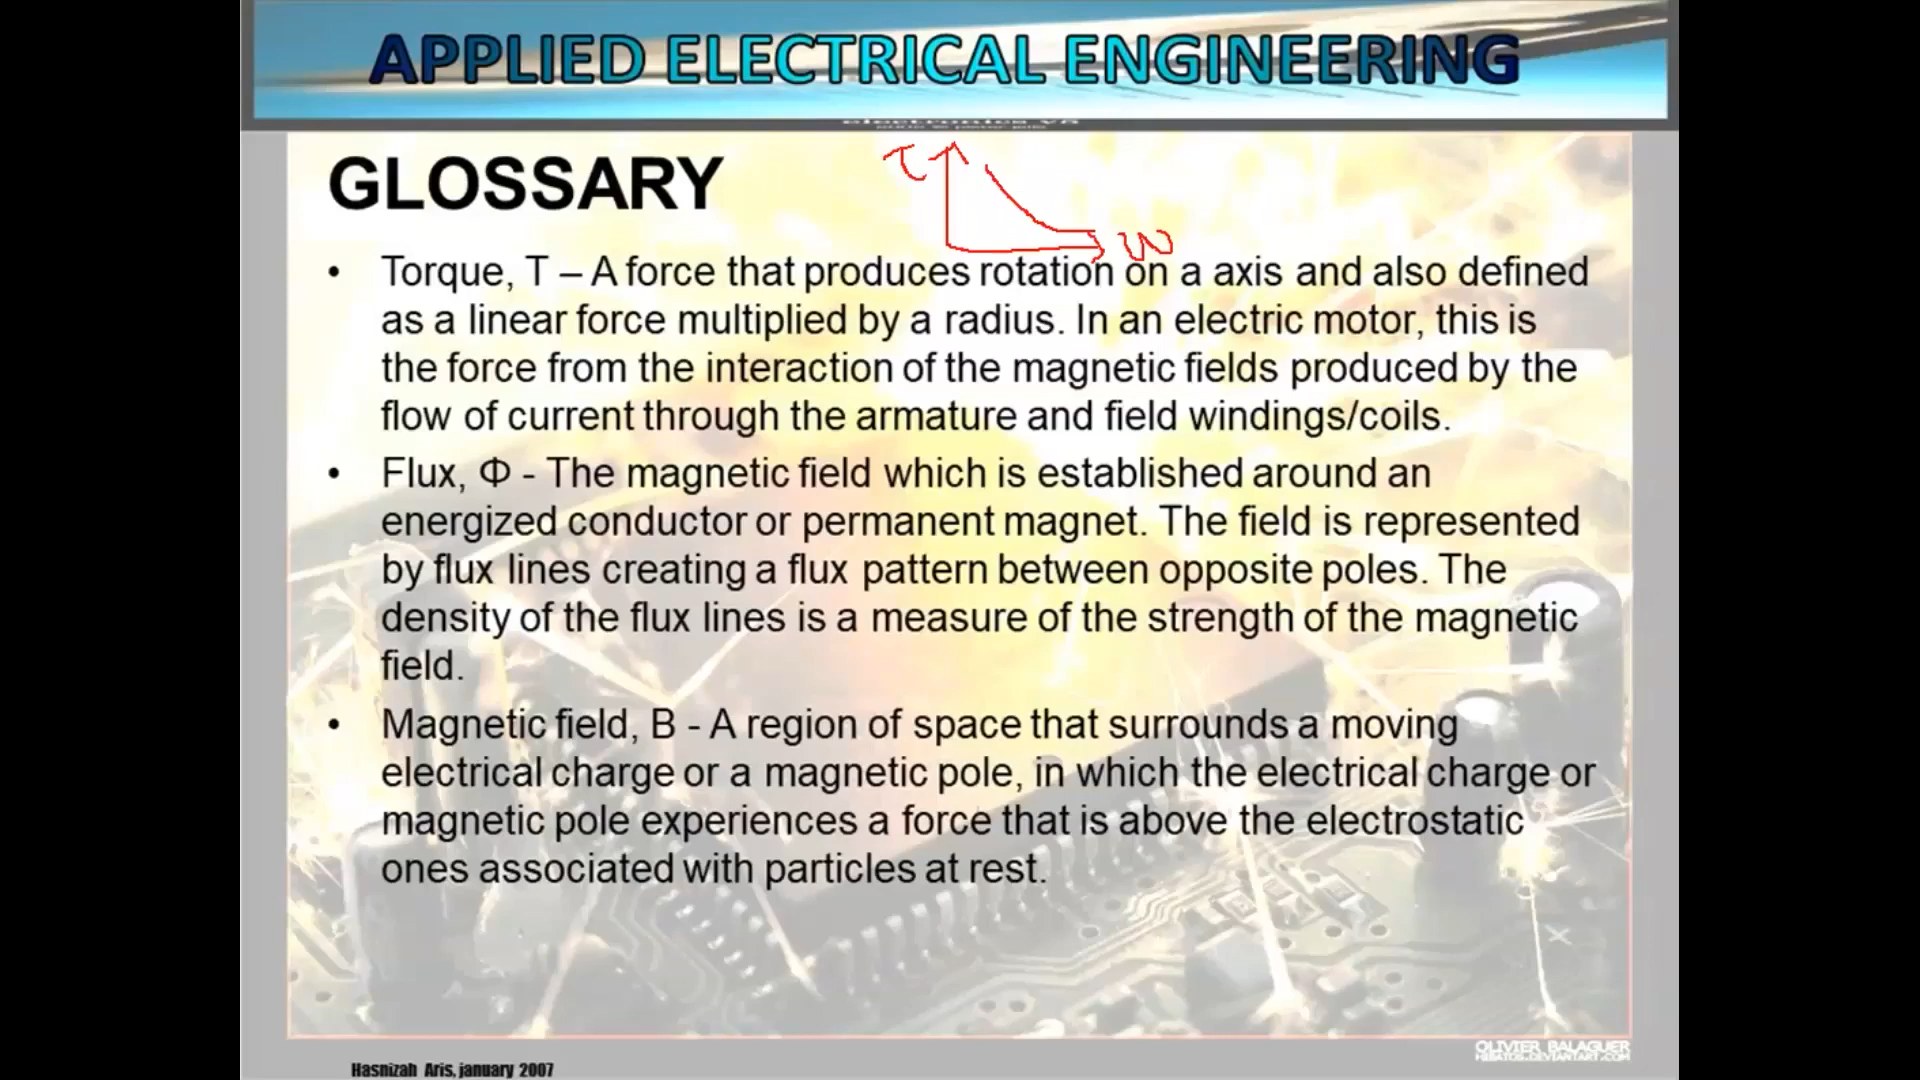 APPLIED ELECTRICAL ENGINEERING
τ
GLOSSARY
ω
• Torque, T – A force that produces rotation on a axis and also defined
as a linear force multiplied by a radius. In an electric motor, this is
the force from the interaction of the magnetic fields produced by the
flow of current through the armature and field windings/coils.
• Flux, Φ - The magnetic field which is established around an
energized conductor or permanent magnet. The field is represented
by flux lines creating a flux pattern between opposite poles. The
density of the flux lines is a measure of the strength of the magnetic
field.
• Magnetic field, B - A region of space that surrounds a moving
electrical charge or a magnetic pole, in which the electrical charge or
magnetic pole experiences a force that is above the electrostatic
ones associated with particles at rest.
OLIVIER BALAGUER
HIBATOS.DEVIANTART.COM
Hasnizah Aris, january 2007